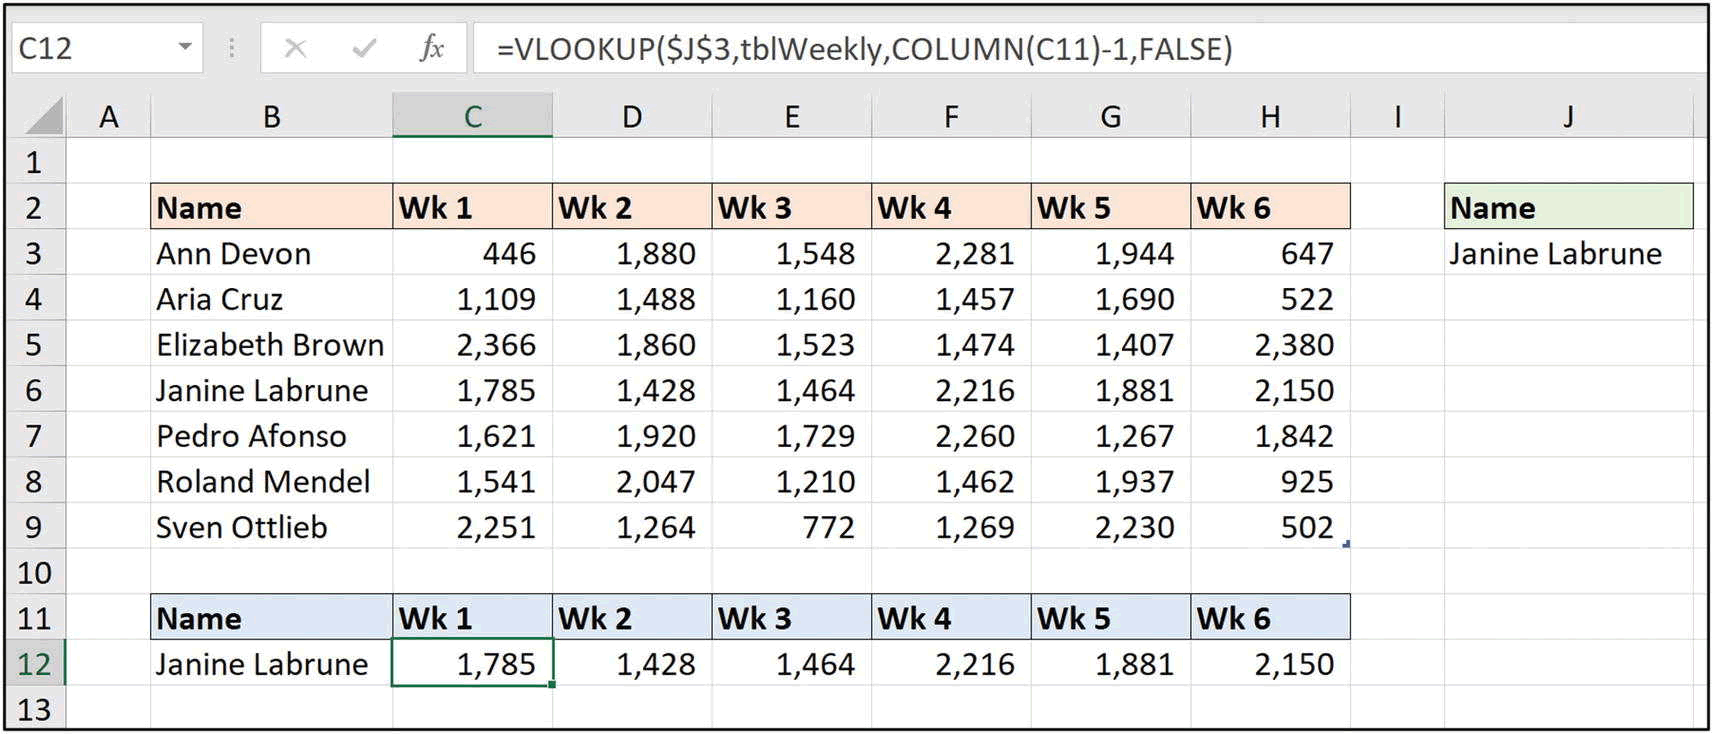 C12 fx =VLOOKUP($J$3,tblWeekly,COLUMN(C11)-1,FALSE)
A B C D E F G H I J
1
2 Name Wk 1 Wk 2 Wk 3 Wk 4 Wk 5 Wk 6 Name
3 Ann Devon 446 1,880 1,548 2,281 1,944 647 Janine Labrune
4 Aria Cruz 1,109 1,488 1,160 1,457 1,690 522
5 Elizabeth Brown 2,366 1,860 1,523 1,474 1,407 2,380
6 Janine Labrune 1,785 1,428 1,464 2,216 1,881 2,150
7 Pedro Afonso 1,621 1,920 1,729 2,260 1,267 1,842
8 Roland Mendel 1,541 2,047 1,210 1,462 1,937 925
9 Sven Ottlieb 2,251 1,264 772 1,269 2,230 502
10
11 Name Wk 1 Wk 2 Wk 3 Wk 4 Wk 5 Wk 6
12 Janine Labrune 1,785 1,428 1,464 2,216 1,881 2,150
13